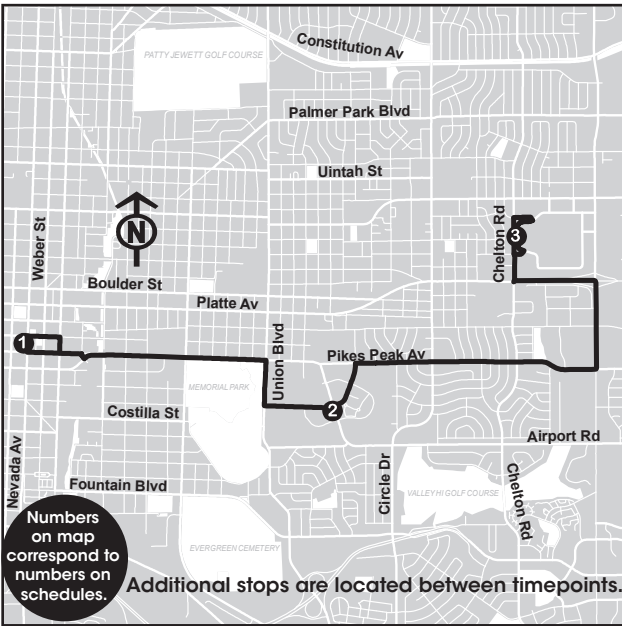 Constitution Av
PATTY JEWETT GOLF COURSE
Palmer Park Blvd
Uintah St
Weber St
N
Chelton Rd
3
Boulder St
Platte Av
1
Union Blvd
Pikes Peak Av
MEMORIAL PARK
Costilla St
2
Airport Rd
Nevada Av
Fountain Blvd
Circle Dr
VALLEY HI GOLF COURSE
Chelton Rd
Numbers
on map
correspond to
numbers on
schedules.
EVERGREEN CEMETERY
Additional stops are located between timepoints.